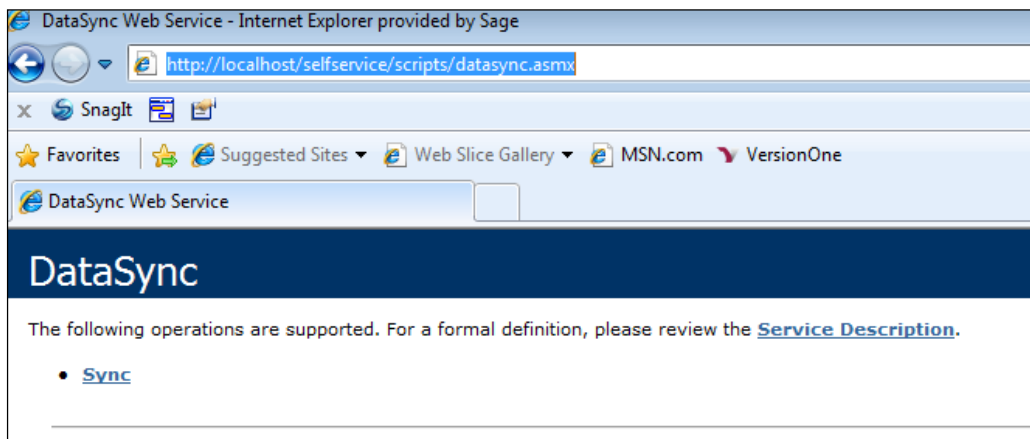 DataSync Web Service - Internet Explorer provided by Sage
http://localhost/selfservice/scripts/datasync.asmx
x SnagIt
Favorites Suggested Sites Web Slice Gallery MSN.com VersionOne
DataSync Web Service
DataSync
The following operations are supported. For a formal definition, please review the Service Description.
• Sync